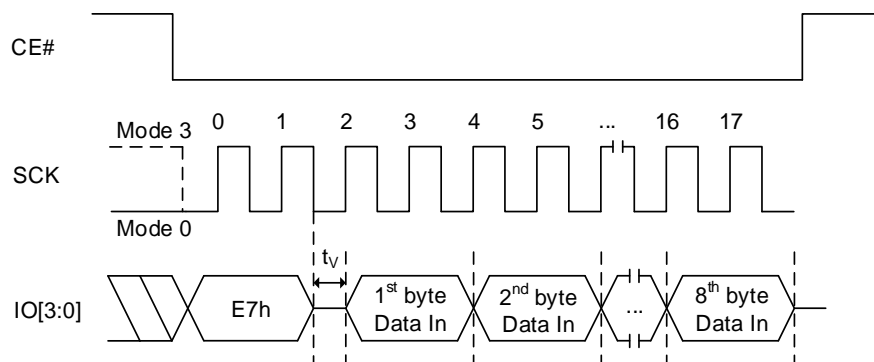 CE#
Mode 3
0 1 2 3 4 5 ... 16 17
SCK
Mode 0
tV
IO[3:0]
E7h
1st byte
Data In
2nd byte
Data In
...
8th byte
Data In